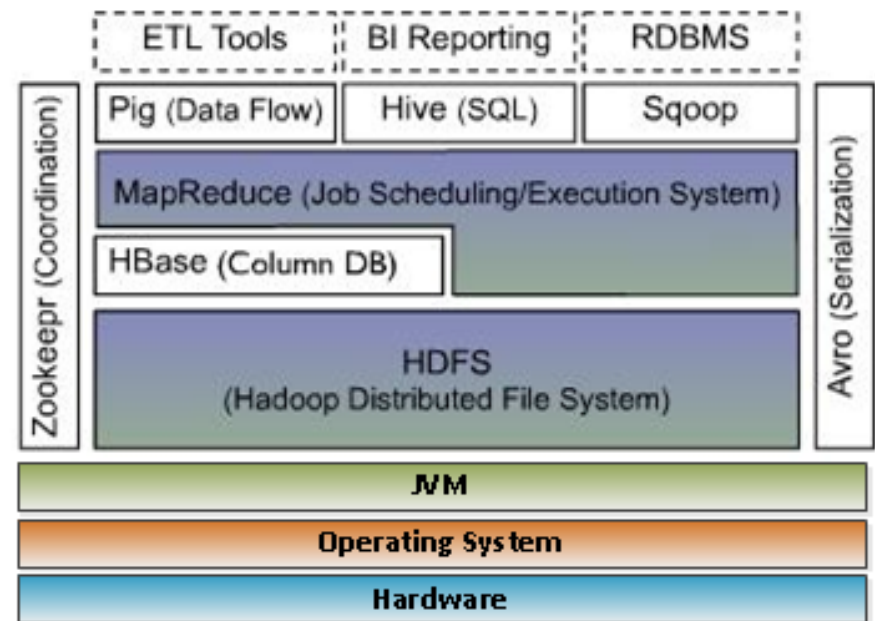 ETL Tools
BI Reporting
RDBMS
Zookeepr (Coordination)
Pig (Data Flow)
Hive (SQL)
Sqoop
Avro (Serialization)
MapReduce (Job Scheduling/Execution System)
HBase (Column DB)
HDFS
(Hadoop Distributed File System)
JVM
Operating System
Hardware